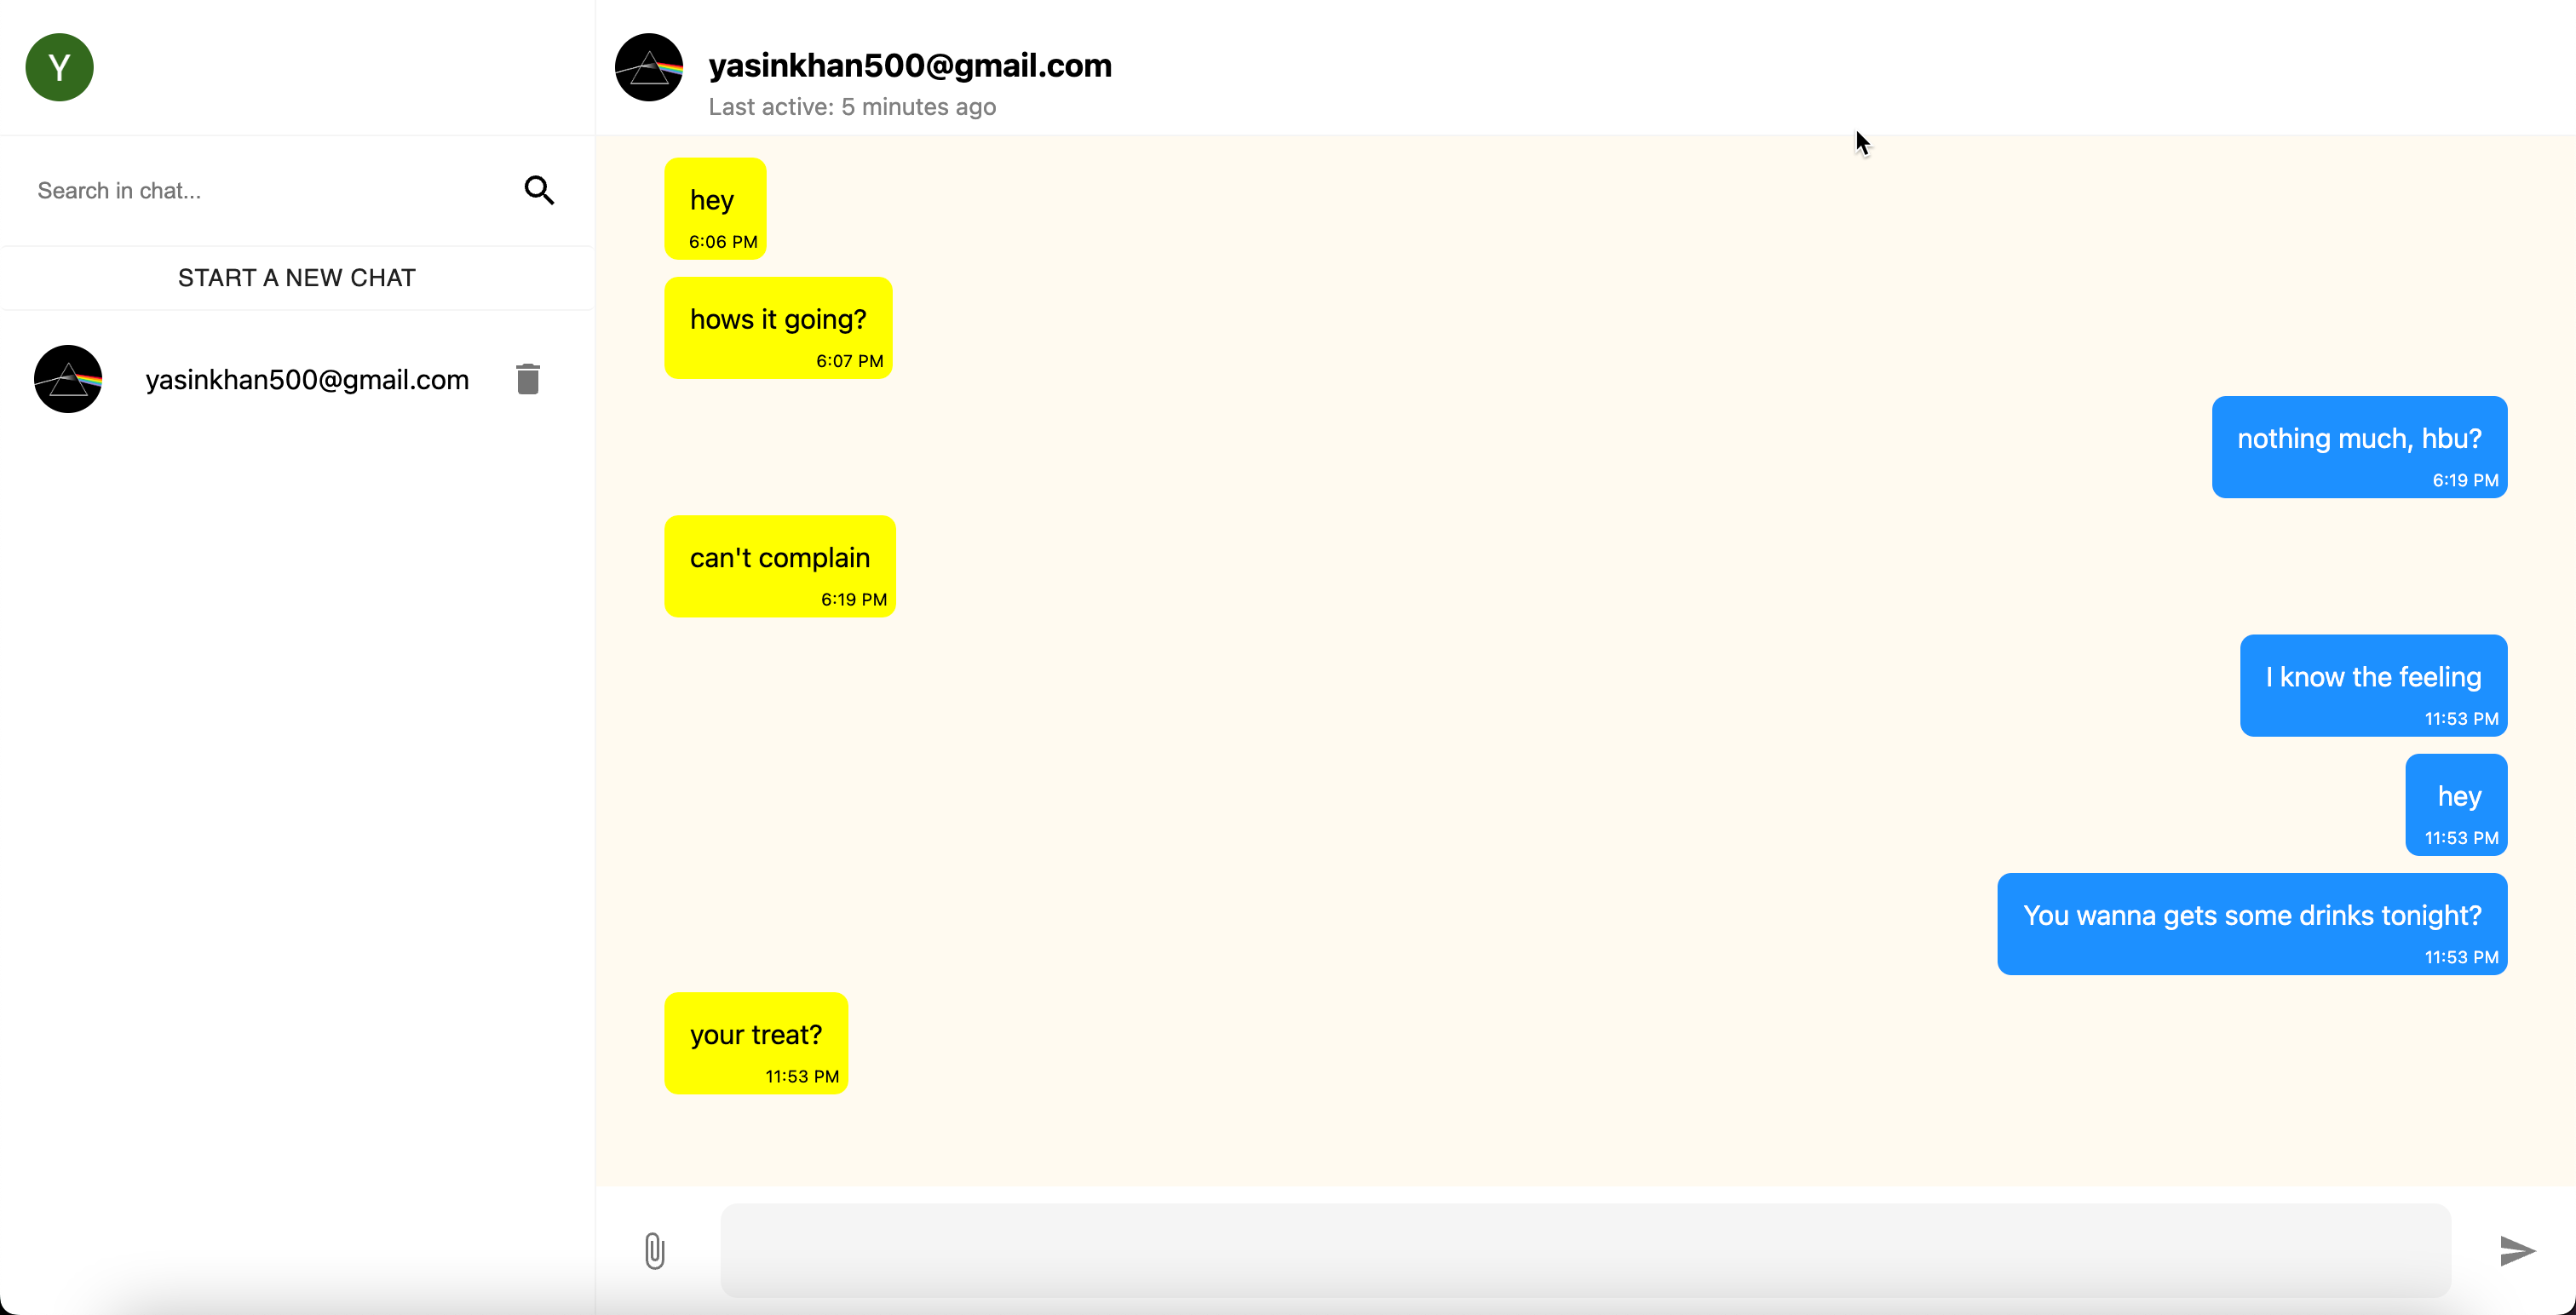 Y
yasinkhan500@gmail.com
Last active: 5 minutes ago
Search in chat...
START A NEW CHAT
yasinkhan500@gmail.com
hey
6:06 PM
hows it going?
6:07 PM
nothing much, hbu?
6:19 PM
can't complain
6:19 PM
I know the feeling
11:53 PM
hey
11:53 PM
You wanna gets some drinks tonight?
11:53 PM
your treat?
11:53 PM